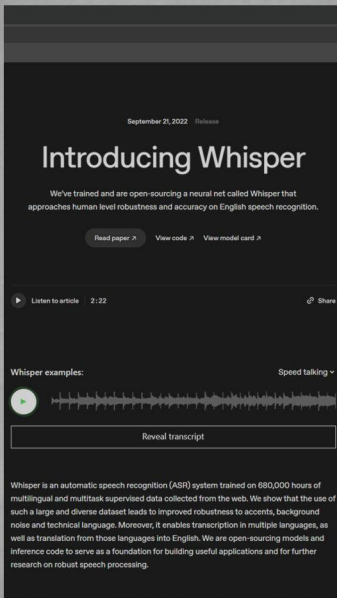 September 21, 2022 Release
Introducing Whisper
We've trained and are open-sourcing a neural net called Whisper that
approaches human level robustness and accuracy on English speech recognition.
Read paper ↗ View code ↗ View model card ↗
Listen to article 2:22 Share
Whisper examples: Speed talking
Reveal transcript
Whisper is an automatic speech recognition (ASR) system trained on 680,000 hours of
multilingual and multitask supervised data collected from the web. We show that the use of
such a large and diverse dataset leads to improved robustness to accents, background
noise and technical language. Moreover, it enables transcription in multiple languages, as
well as translation from those languages into English. We are open-sourcing models and
inference code to serve as a foundation for building useful applications and for further
research on robust speech processing.